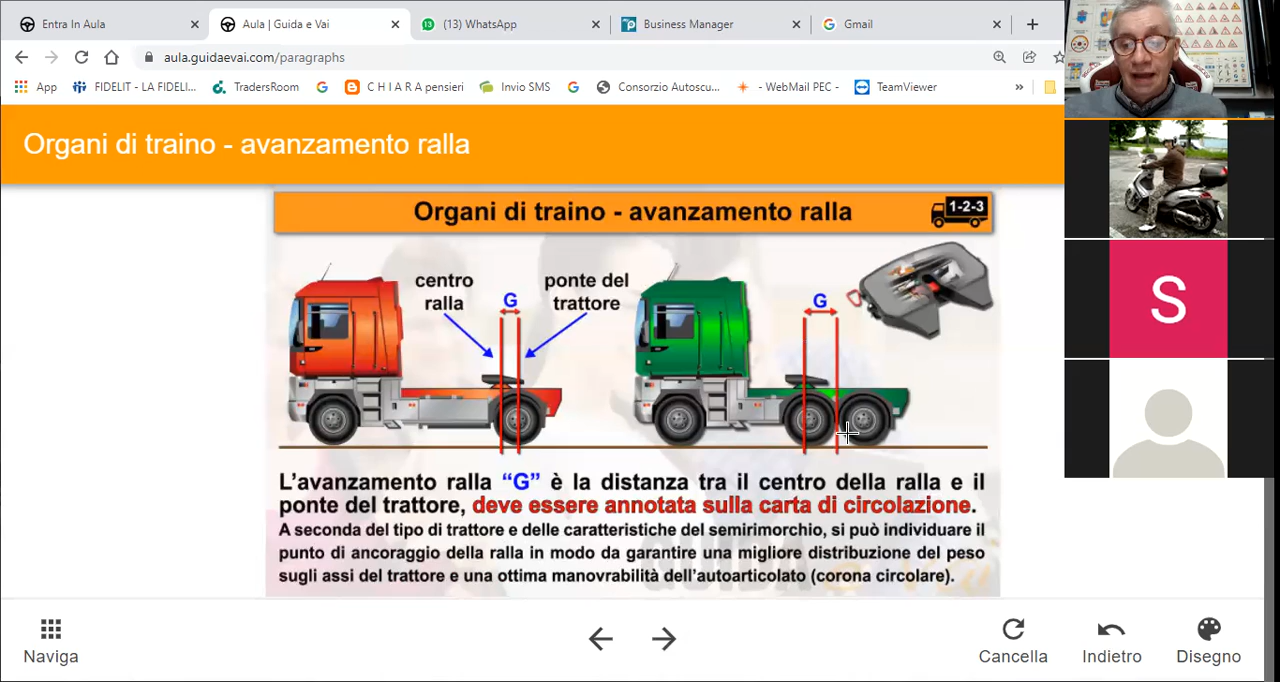 Entra In Aula
Aula | Guida e Vai
(13) WhatsApp
Business Manager
Gmail
aula.guidaevai.com/paragraphs
App
FIDELIT - LA FIDELI...
TradersRoom
C H I A R A pensieri
Invio SMS
Consorzio Autoscu...
- WebMail PEC -
TeamViewer
»
Organi di traino - avanzamento ralla
Organi di traino - avanzamento ralla
1-2-3
centro
ralla
G
ponte del
trattore
G
L'avanzamento ralla “G” è la distanza tra il centro della ralla e il
ponte del trattore, deve essere annotata sulla carta di circolazione.
A seconda del tipo di trattore e delle caratteristiche del semirimorchio, si può individuare il
punto di ancoraggio della ralla in modo da garantire una migliore distribuzione del peso
sugli assi del trattore e una ottima manovrabilità dell'autoarticolato (corona circolare).
GUIDA e Vai
Naviga
Cancella
Indietro
Disegno
S